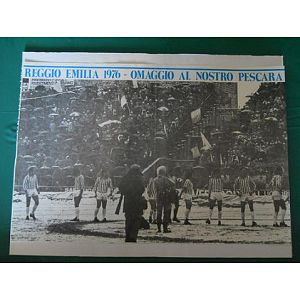 REGGIO EMILIA 1976 - OMAGGIO AL NOSTRO PESCARA